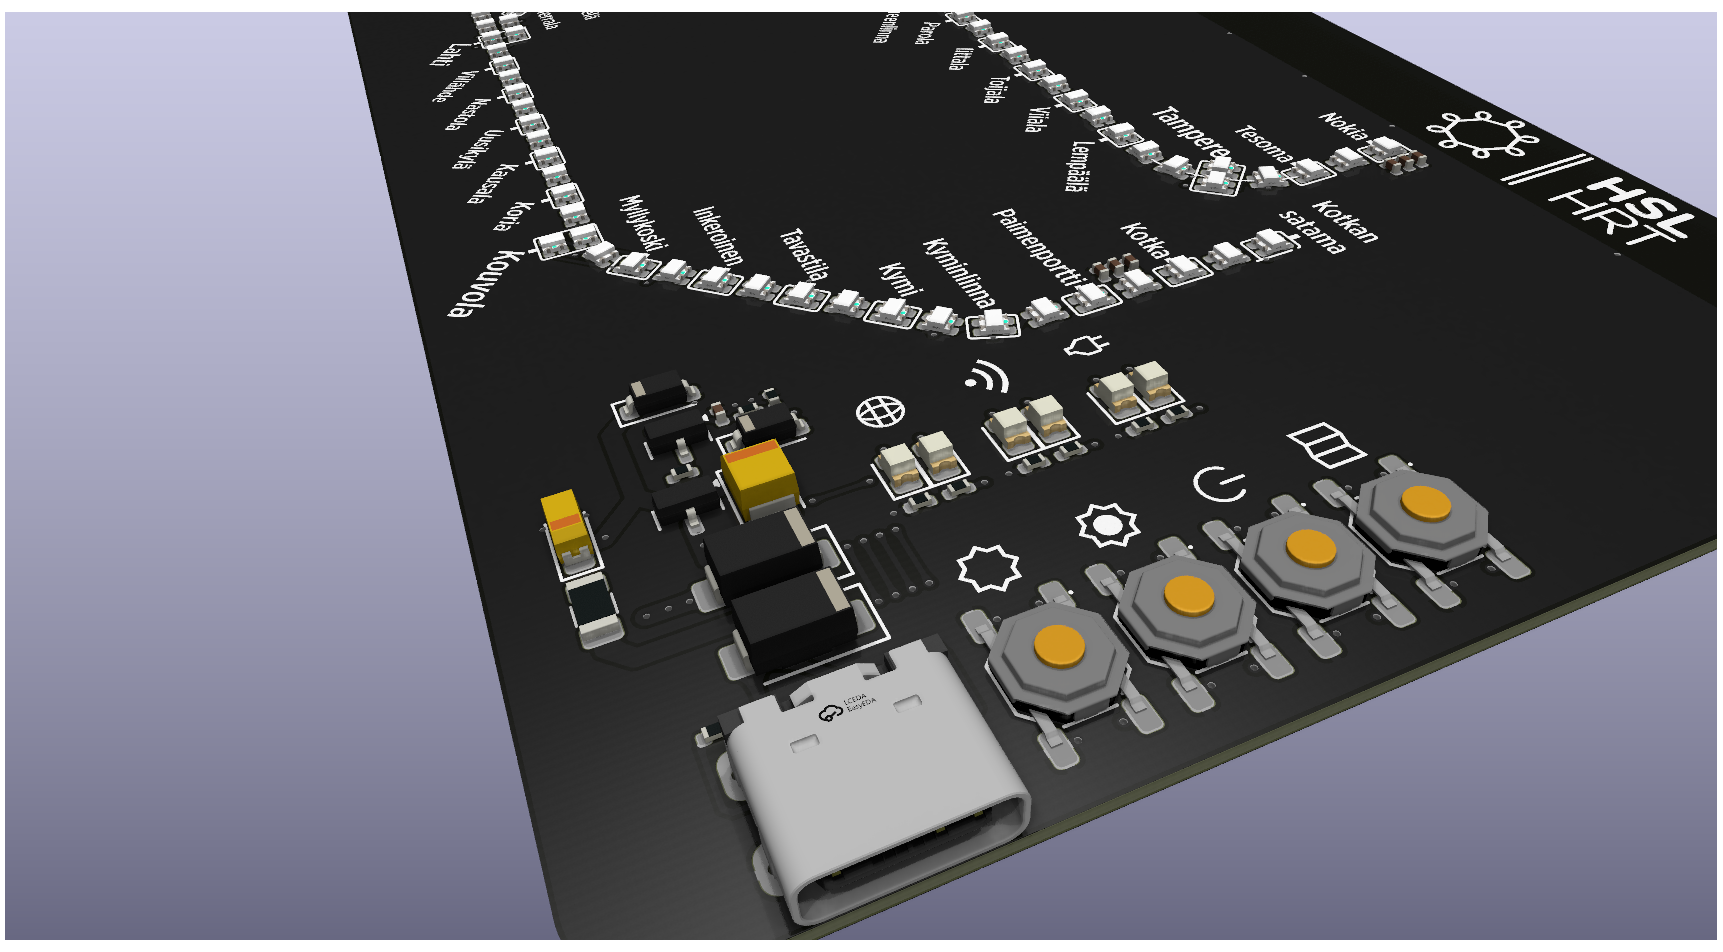 Lahti
Villähde
Nastola
Uusikylä
Kausala
Koria
Kouvola
Myllykoski
Inkeroinen
Tavastila
Kymi
Kyminlinna
Paimenportti
Kotka
Kotkan
satama
Parola
Iittala
Toijala
Viiala
Lempäälä
Tampere
Tesoma
Nokia
HSL
HRT
LCEDA
EasyEDA